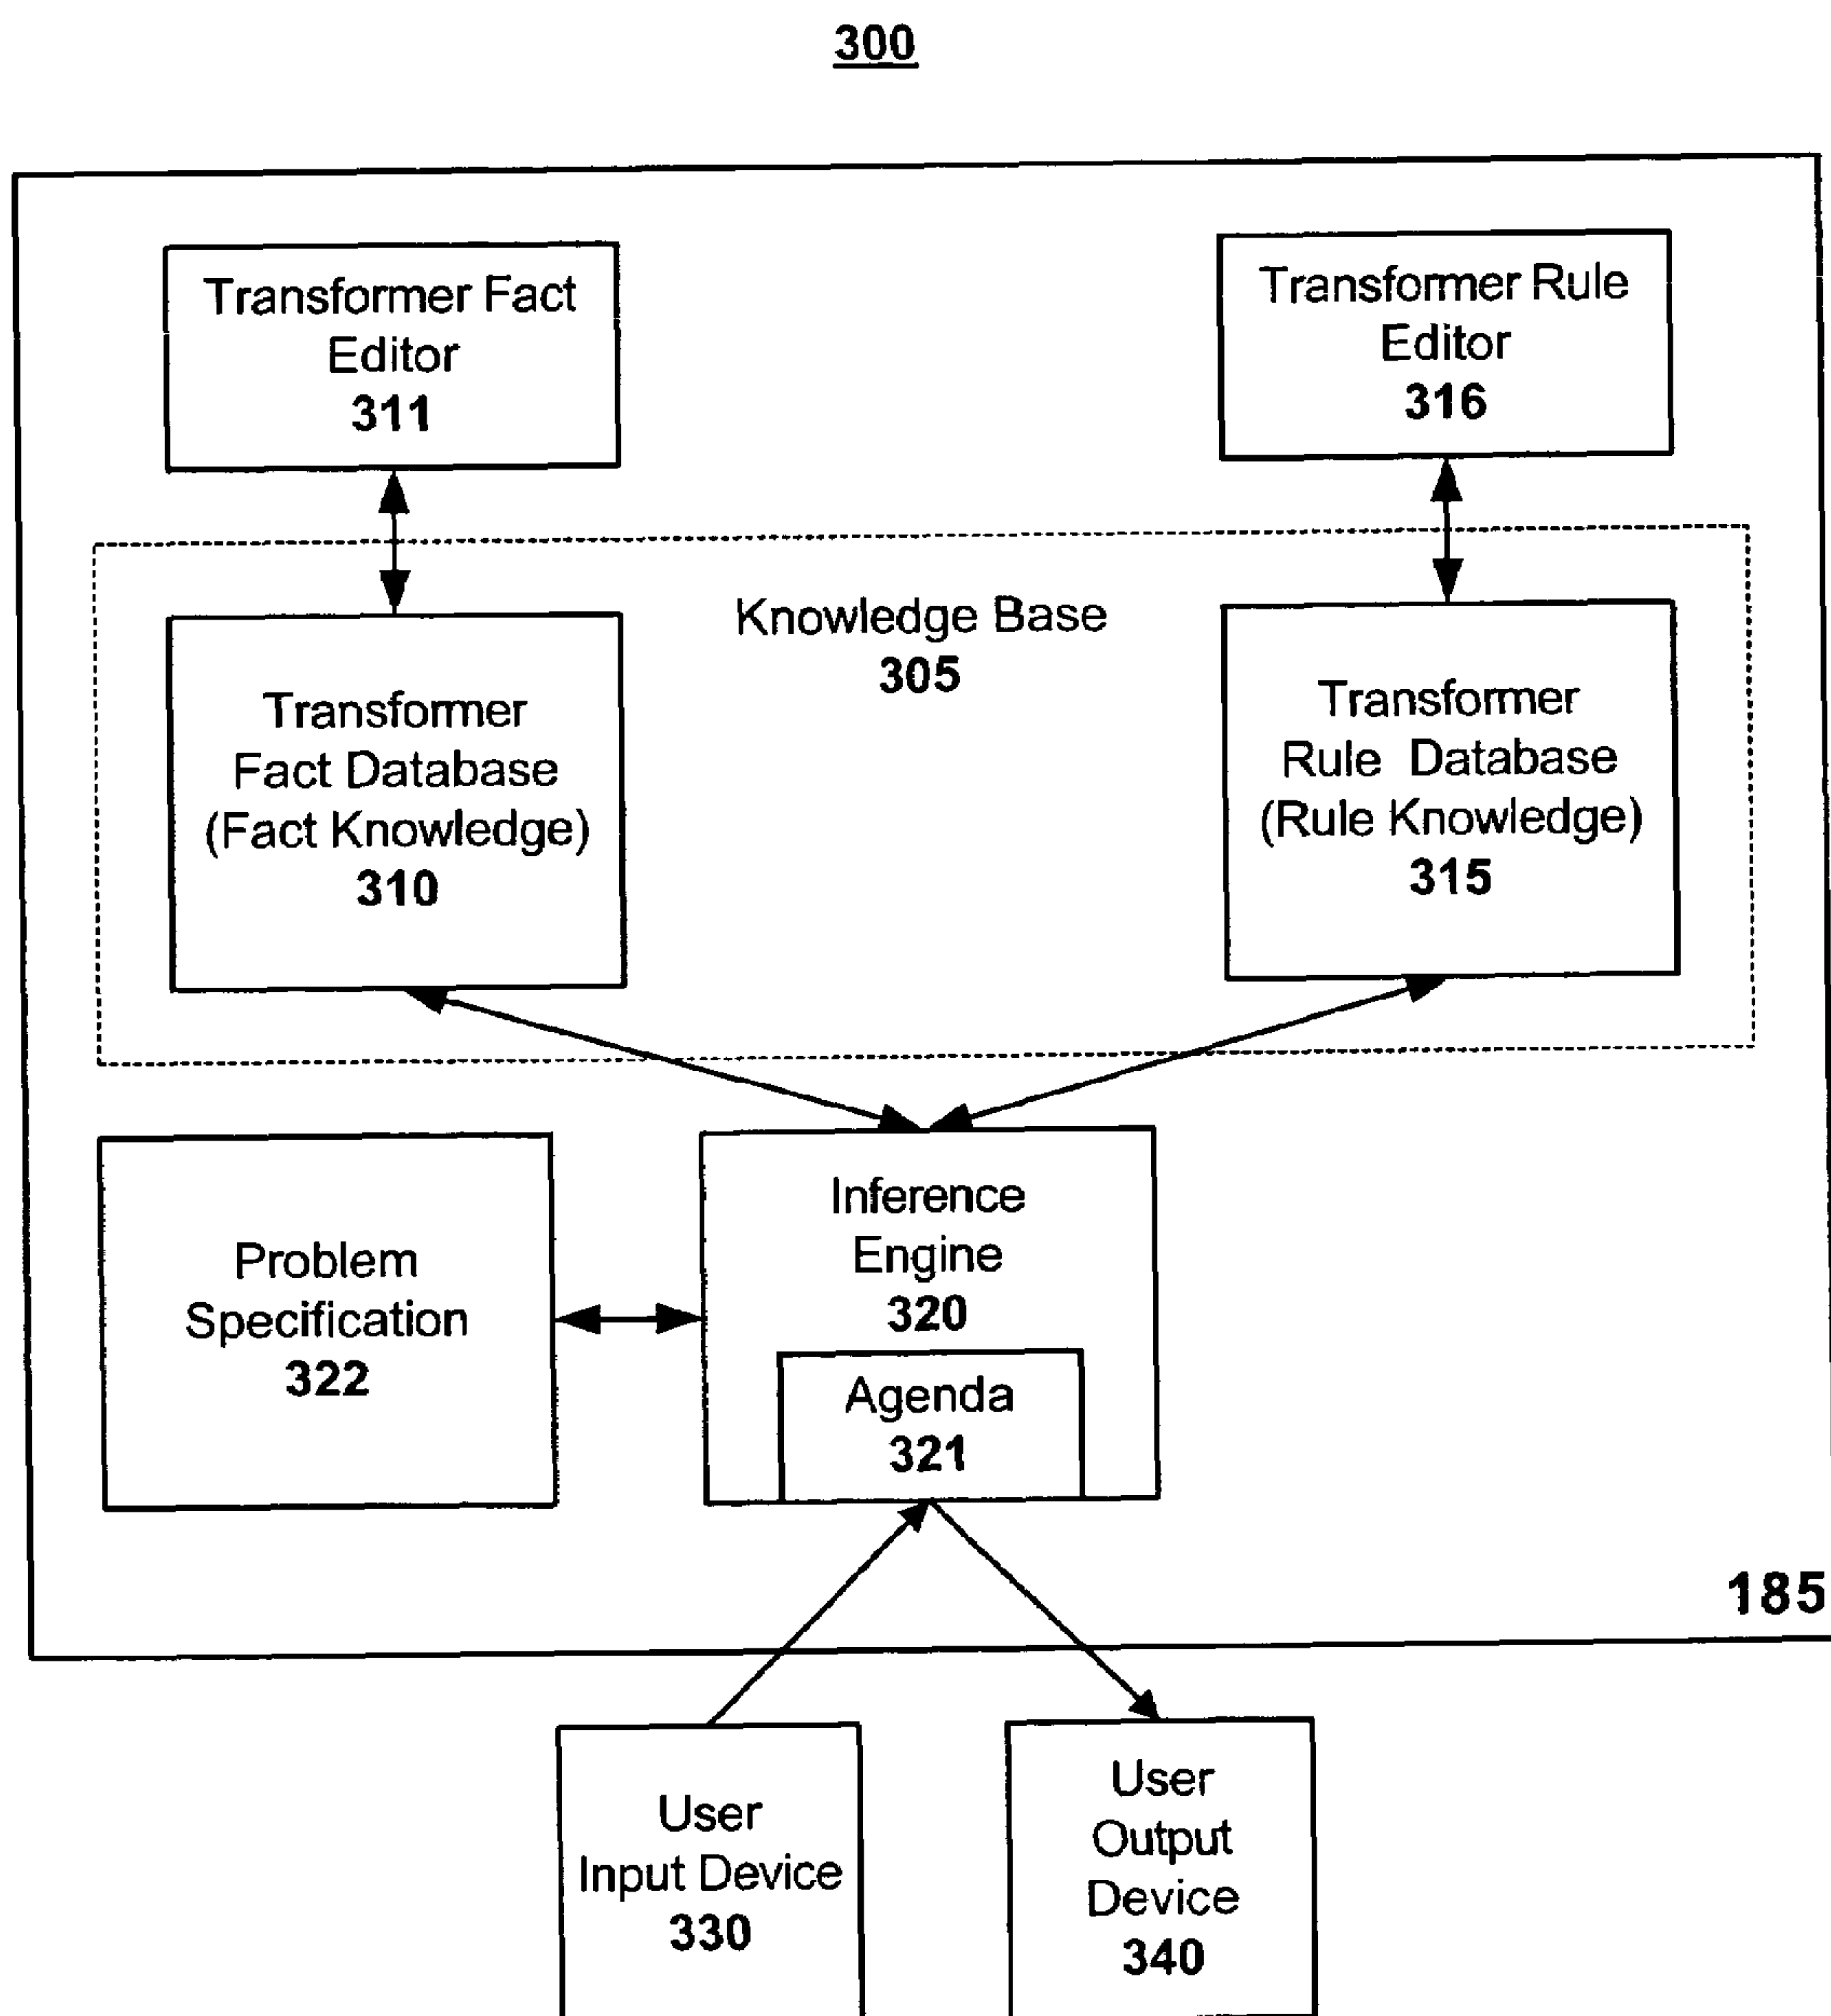 300
Transformer Fact
Editor
311
Transformer Rule
Editor
316
Knowledge Base
305
Transformer
Fact Database
(Fact Knowledge)
310
Transformer
Rule Database
(Rule Knowledge)
315
Problem
Specification
322
Inference
Engine
320
Agenda
321
185
User
Input Device
330
User
Output
Device
340